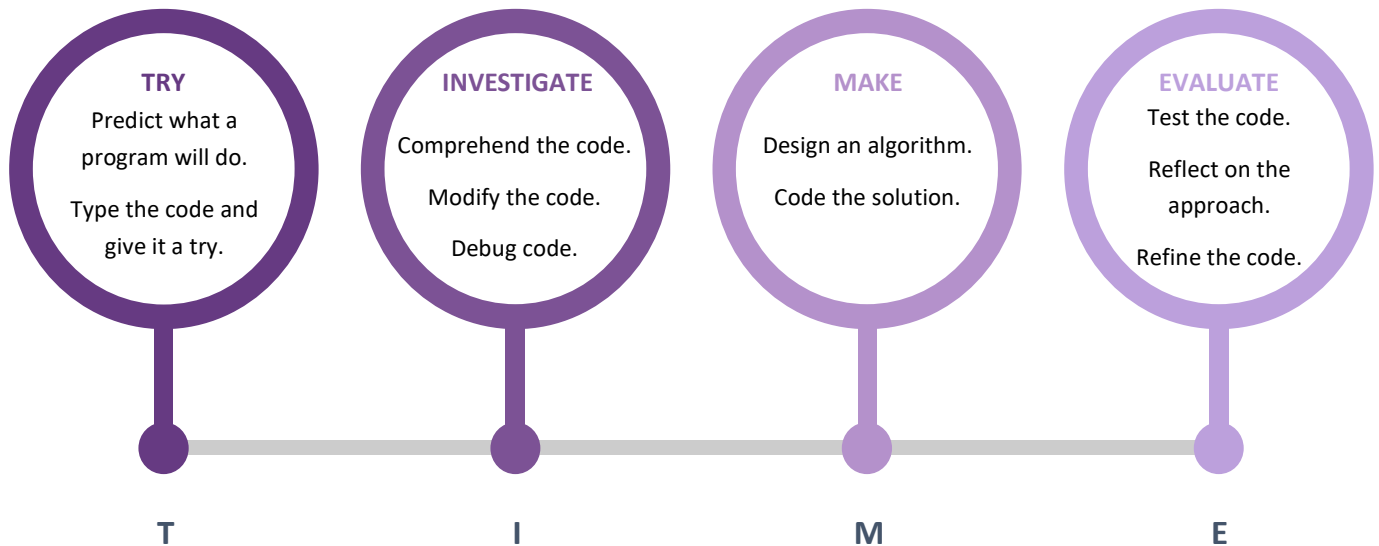 TRY
Predict what a
program will do.
Type the code and
give it a try.
INVESTIGATE
Comprehend the code.
Modify the code.
Debug code.
MAKE
Design an algorithm.
Code the solution.
EVALUATE
Test the code.
Reflect on the
approach.
Refine the code.
T
I
M
E